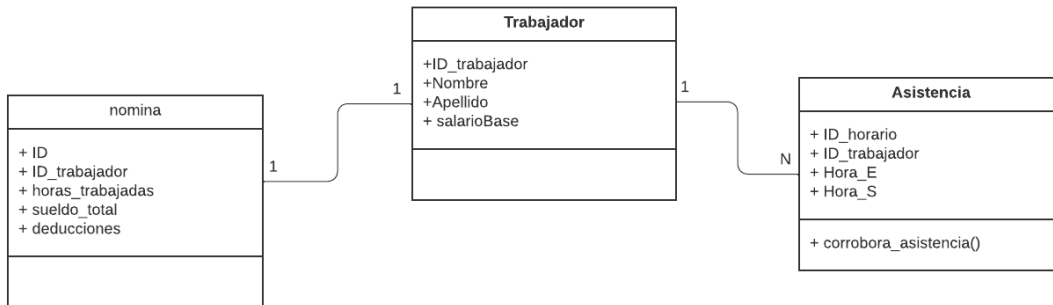 nomina
+ ID
+ ID_trabajador
+ horas_trabajadas
+ sueldo_total
+ deducciones
1
1
Trabajador
+ID_trabajador
+Nombre
+Apellido
+ salarioBase
1
N
Asistencia
+ ID_horario
+ ID_trabajador
+ Hora_E
+ Hora_S
+ corrobora_asistencia()